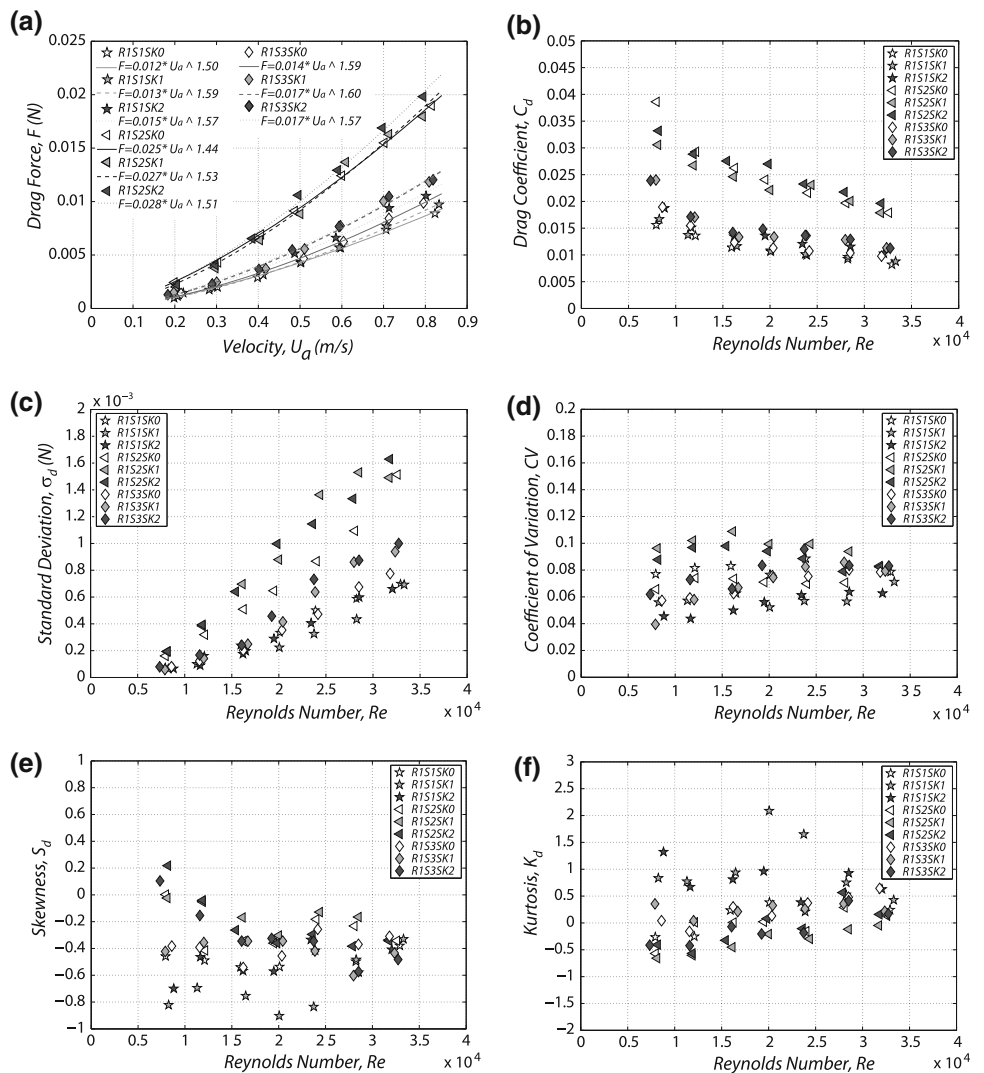 (a)
0.025
0.02
0.015
0.01
0.005
0
Drag Force, F (N)
R1S1SK0
F=0.012* Ua ^ 1.50
R1S1SK1
F=0.013* Ua ^ 1.59
R1S1SK2
F=0.015* Ua ^ 1.57
R1S2SK0
F=0.025* Ua ^ 1.44
R1S2SK1
F=0.027* Ua ^ 1.53
R1S2SK2
F=0.028* Ua ^ 1.51
R1S3SK0
F=0.014* Ua ^ 1.59
R1S3SK1
F=0.017* Ua ^ 1.60
R1S3SK2
F=0.017* Ua ^ 1.57
0 0.1 0.2 0.3 0.4 0.5 0.6 0.7 0.8 0.9
Velocity, Ua (m/s)
(b)
0.05
0.045
0.04
0.035
0.03
0.025
0.02
0.015
0.01
0.005
0
Drag Coefficient, Cd
R1S1SK0
R1S1SK1
R1S1SK2
R1S2SK0
R1S2SK1
R1S2SK2
R1S3SK0
R1S3SK1
R1S3SK2
0 0.5 1 1.5 2 2.5 3 3.5 4
Reynolds Number, Re
x 10^4
(c)
x 10^−3
2
1.8
1.6
1.4
1.2
1
0.8
0.6
0.4
0.2
0
Standard Deviation, σd (N)
R1S1SK0
R1S1SK1
R1S1SK2
R1S2SK0
R1S2SK1
R1S2SK2
R1S3SK0
R1S3SK1
R1S3SK2
0 0.5 1 1.5 2 2.5 3 3.5 4
Reynolds Number, Re
x 10^4
(d)
0.2
0.18
0.16
0.14
0.12
0.1
0.08
0.06
0.04
0.02
0
Coefficient of Variation, CV
R1S1SK0
R1S1SK1
R1S1SK2
R1S2SK0
R1S2SK1
R1S2SK2
R1S3SK0
R1S3SK1
R1S3SK2
0 0.5 1 1.5 2 2.5 3 3.5 4
Reynolds Number, Re
x 10^4
(e)
1
0.8
0.6
0.4
0.2
0
−0.2
−0.4
−0.6
−0.8
−1
Skewness, Sd
R1S1SK0
R1S1SK1
R1S1SK2
R1S2SK0
R1S2SK1
R1S2SK2
R1S3SK0
R1S3SK1
R1S3SK2
0 0.5 1 1.5 2 2.5 3 3.5 4
Reynolds Number, Re
x 10^4
(f)
3
2.5
2
1.5
1
0.5
0
−0.5
−1
−1.5
−2
Kurtosis, Kd
R1S1SK0
R1S1SK1
R1S1SK2
R1S2SK0
R1S2SK1
R1S2SK2
R1S3SK0
R1S3SK1
R1S3SK2
0 0.5 1 1.5 2 2.5 3 3.5 4
Reynolds Number, Re
x 10^4